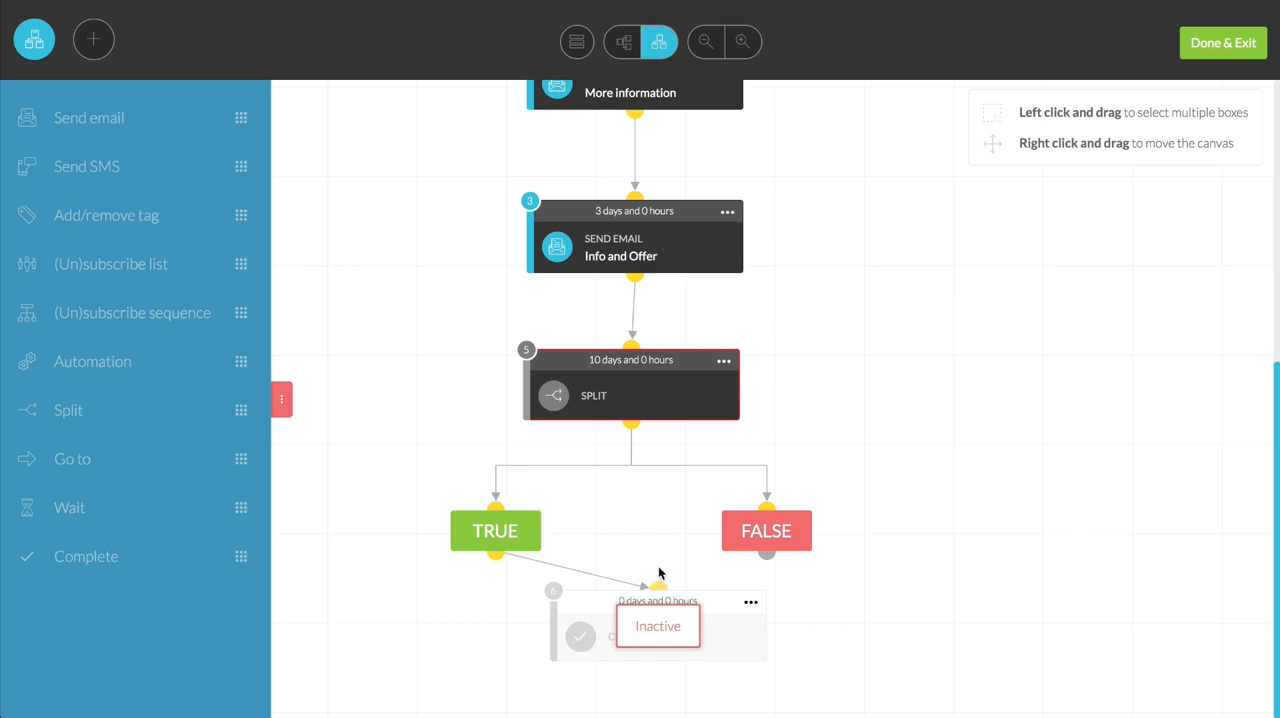 Done & Exit
Send email
Send SMS
Add/remove tag
(Un)subscribe list
(Un)subscribe sequence
Automation
Split
Go to
Wait
Complete
Left click and drag to select multiple boxes
Right click and drag to move the canvas
More information
3
3 days and 0 hours
SEND EMAIL
Info and Offer
5
10 days and 0 hours
SPLIT
TRUE
FALSE
6
0 days and 0 hours
Inactive